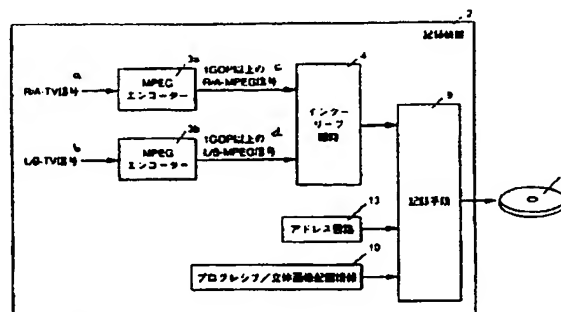 2
記録装置
a
R/A-TV信号
3a
MPEG
エンコーダー
1GOP以上の
R/A-MPEG信号
c
b
L/B-TV信号
3b
MPEG
エンコーダー
1GOP以上の
L/B-MPEG信号
d
4
インター
リーブ
9
記録手段
13
アドレス回路
10
プログレシブ/立体画像配置情報